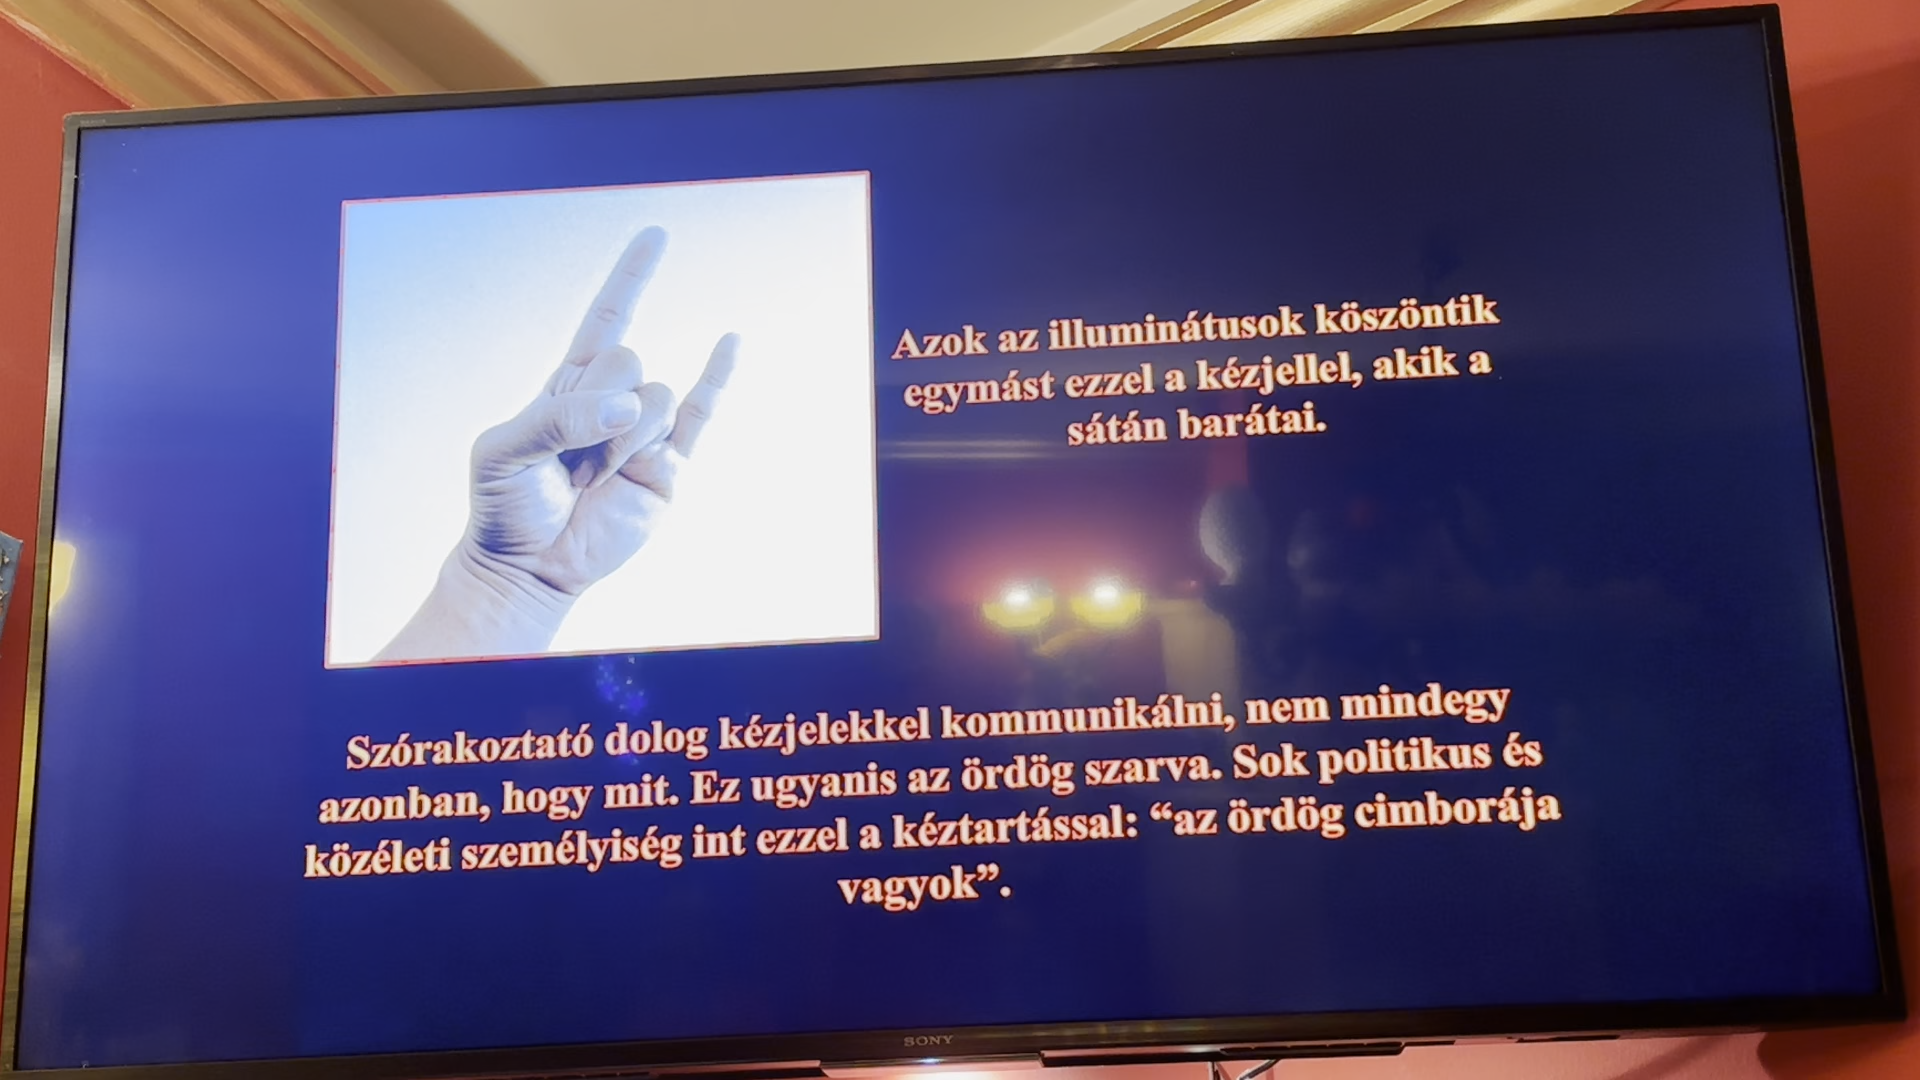 Azok az illuminátusok köszöntik
egymást ezzel a kézjellel, akik a
sátán barátai.
Szórakoztató dolog kézjelekkel kommunikálni, nem mindegy
azonban, hogy mit. Ez ugyanis az ördög szarva. Sok politikus és
közéleti személyiség int ezzel a kéztartással: “az ördög cimborája
vagyok”.
SONY